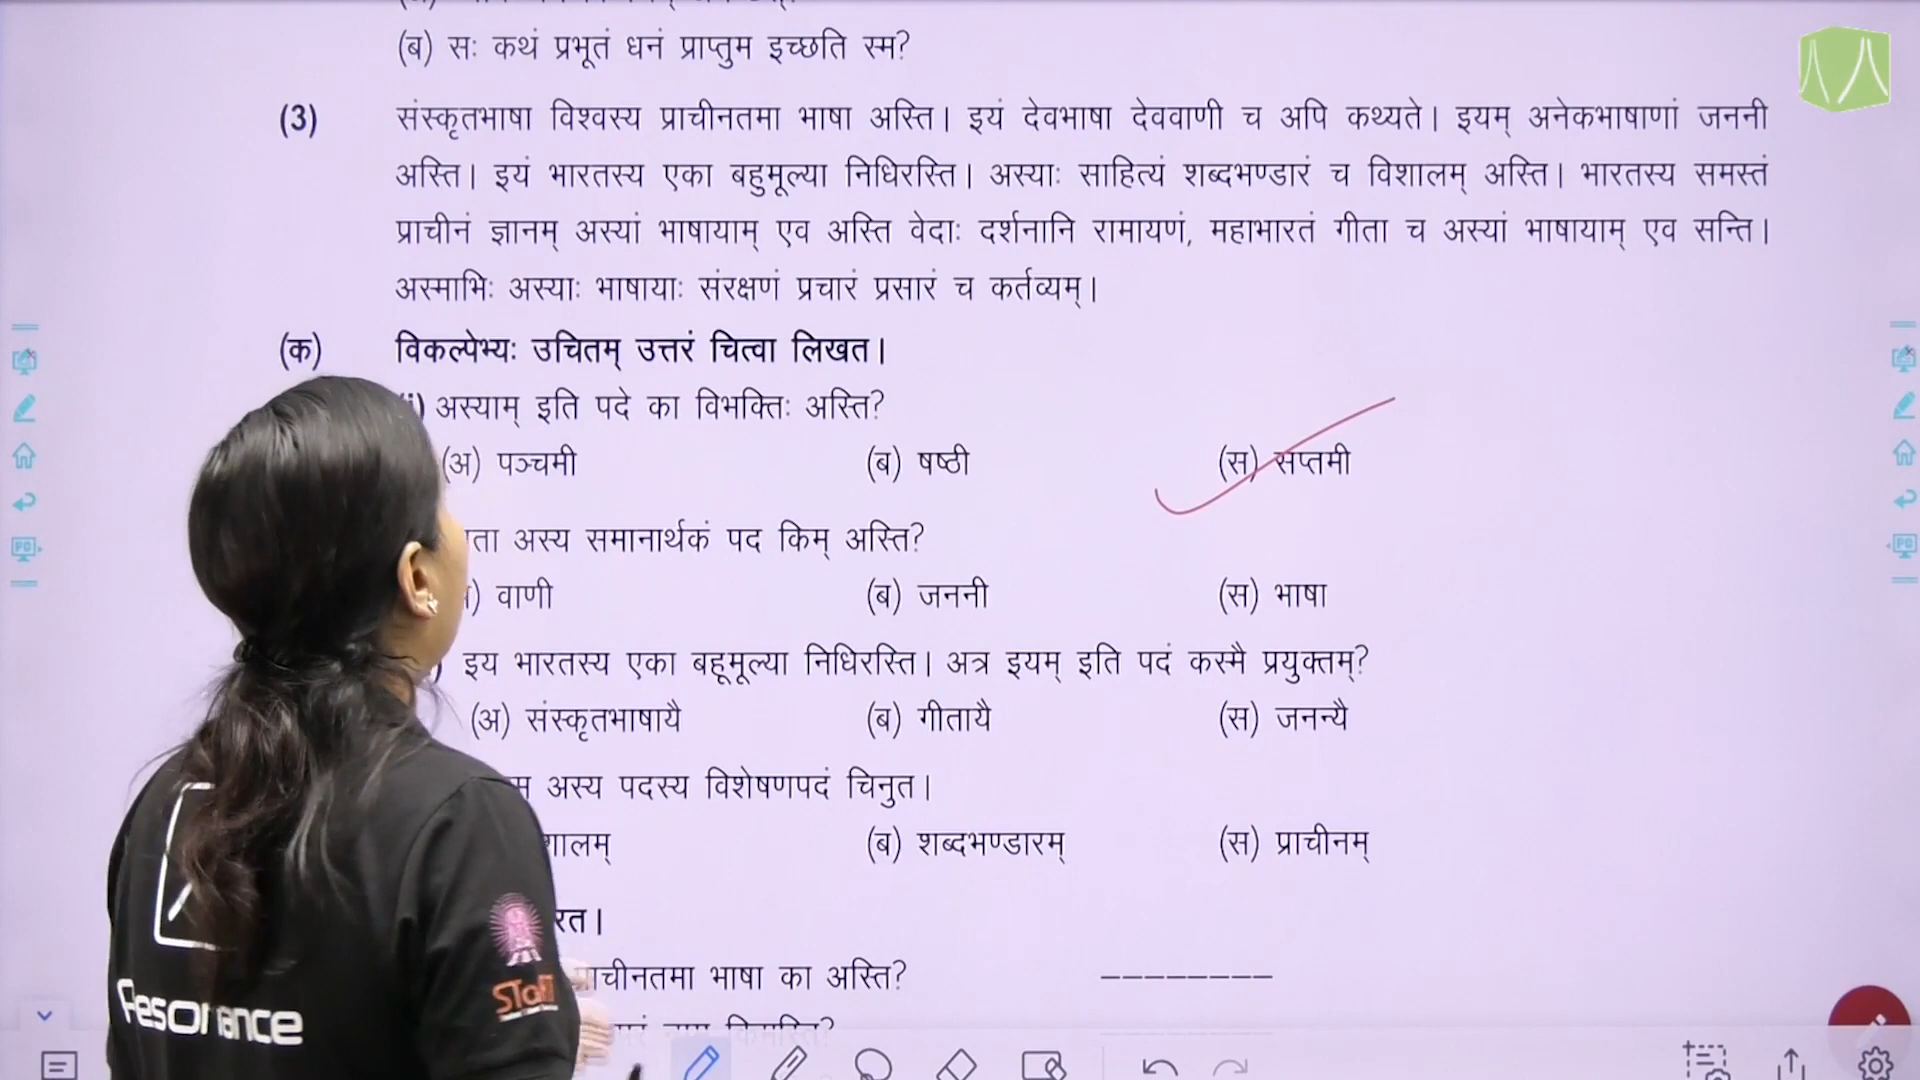 (ब) सः कथं प्रभूतं धनं प्राप्तुम इच्छति स्म?
(3) संस्कृतभाषा विश्वस्य प्राचीनतमा भाषा अस्ति। इयं देवभाषा देववाणी च अपि कथ्यते। इयम् अनेकभाषाणां जननी
अस्ति। इयं भारतस्य एका बहुमूल्या निधिरस्ति। अस्याः साहित्यं शब्दभण्डारं च विशालम् अस्ति। भारतस्य समस्तं
प्राचीनं ज्ञानम् अस्यां भाषायाम् एव अस्ति वेदाः दर्शनानि रामायणं, महाभारतं गीता च अस्यां भाषायाम् एव सन्ति।
अस्माभिः अस्याः भाषायाः संरक्षणं प्रचारं प्रसारं च कर्तव्यम्।
(क) विकल्पेभ्यः उचितम् उत्तरं चित्वा लिखत।
अस्याम् इति पदे का विभक्तिः अस्ति?
(अ) पञ्चमी (ब) षष्ठी (स) सप्तमी
अस्य समानार्थकं पद किम् अस्ति?
वाणी (ब) जननी (स) भाषा
इय भारतस्य एका बहूमूल्या निधिरस्ति। अत्र इयम् इति पदं कस्मै प्रयुक्तम्?
(अ) संस्कृतभाषायै (ब) गीतायै (स) जनन्यै
अस्य पदस्य विशेषणपदं चिनुत।
(ब) शब्दभण्डारम् (स) प्राचीनम्
भाषा का अस्ति? --------
Resonance